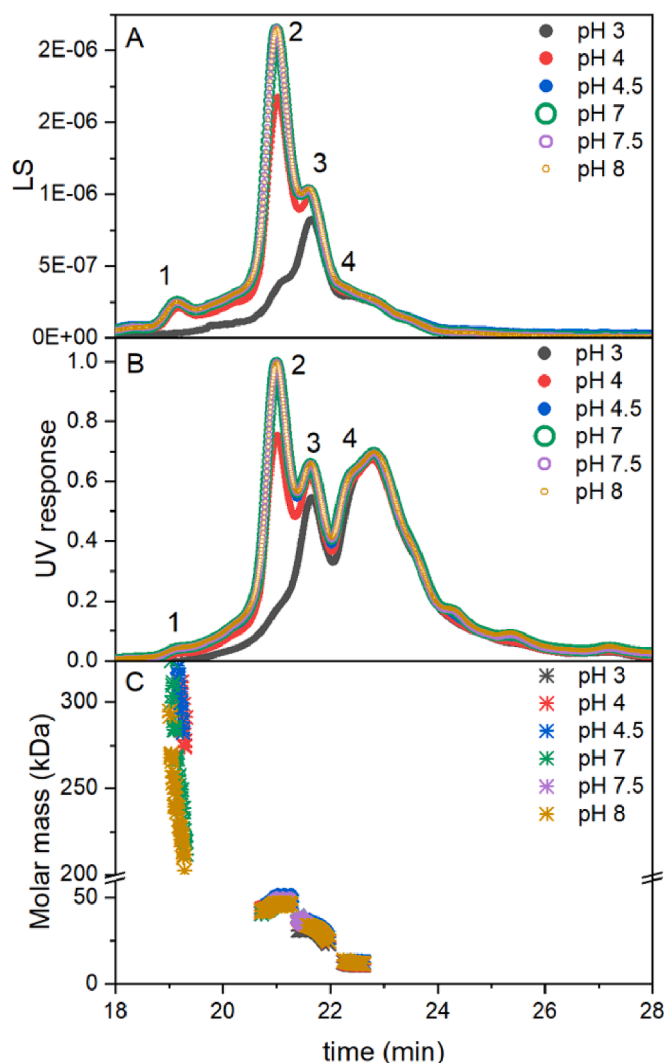 A
2
pH 3
pH 4
pH 4.5
pH 7
pH 7.5
pH 8
2E-06
2E-06
1E-06
5E-07
0E+00
LS
3
1
4
B
2
pH 3
pH 4
pH 4.5
pH 7
pH 7.5
pH 8
1.0
0.8
0.6
0.4
0.2
0.0
UV response
3
4
1
C
pH 3
pH 4
pH 4.5
pH 7
pH 7.5
pH 8
300
250
200
50
0
Molar mass (kDa)
18 20 22 24 26 28
time (min)